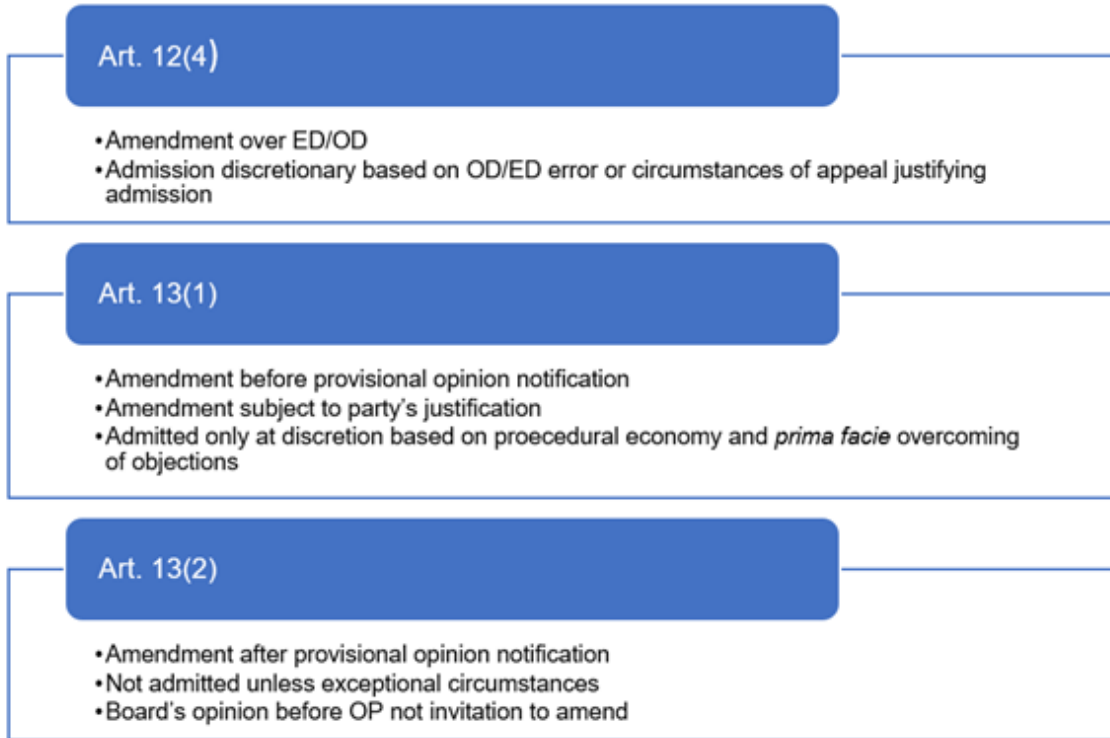 Art. 12(4)
•Amendment over ED/OD
•Admission discretionary based on OD/ED error or circumstances of appeal justifying
admission
Art. 13(1)
•Amendment before provisional opinion notification
•Amendment subject to party's justification
•Admitted only at discretion based on proecedural economy and prima facie overcoming
of objections
Art. 13(2)
•Amendment after provisional opinion notification
•Not admitted unless exceptional circumstances
•Board's opinion before OP not invitation to amend